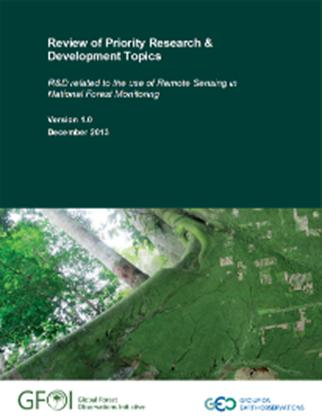 Review of Priority Research &
Development Topics
R&D related to the use of Remote Sensing in
National Forest Monitoring
Version 1.0
December 2013
GFOI
Global Forest
Observations Initiative
GEO
GROUP ON
EARTH OBSERVATIONS